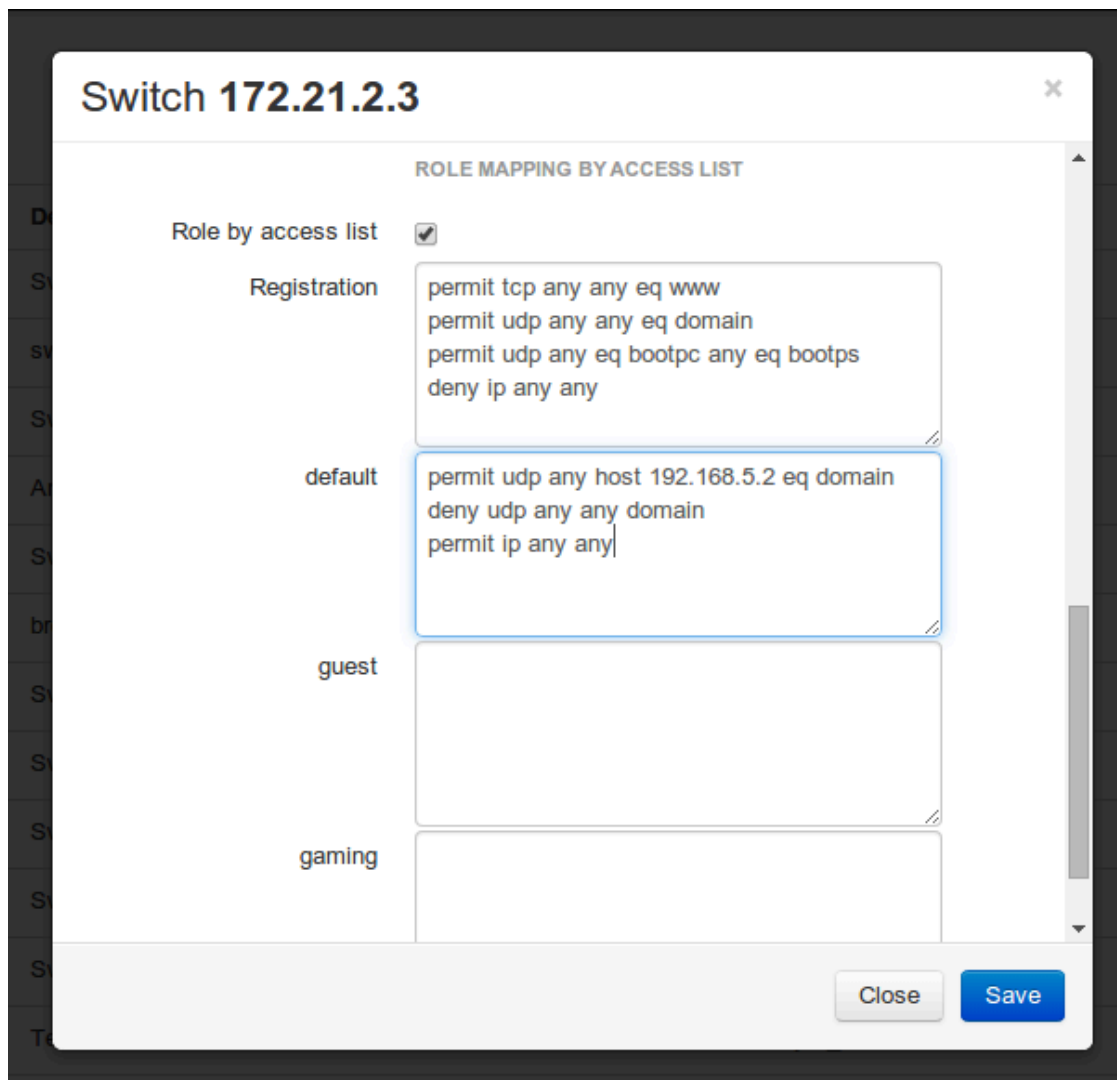 Switch 172.21.2.3
×
ROLE MAPPING BY ACCESS LIST
Role by access list
Registration
permit tcp any any eq www
permit udp any any eq domain
permit udp any eq bootpc any eq bootps
deny ip any any
default
permit udp any host 192.168.5.2 eq domain
deny udp any any domain
permit ip any any
guest
gaming
Close
Save